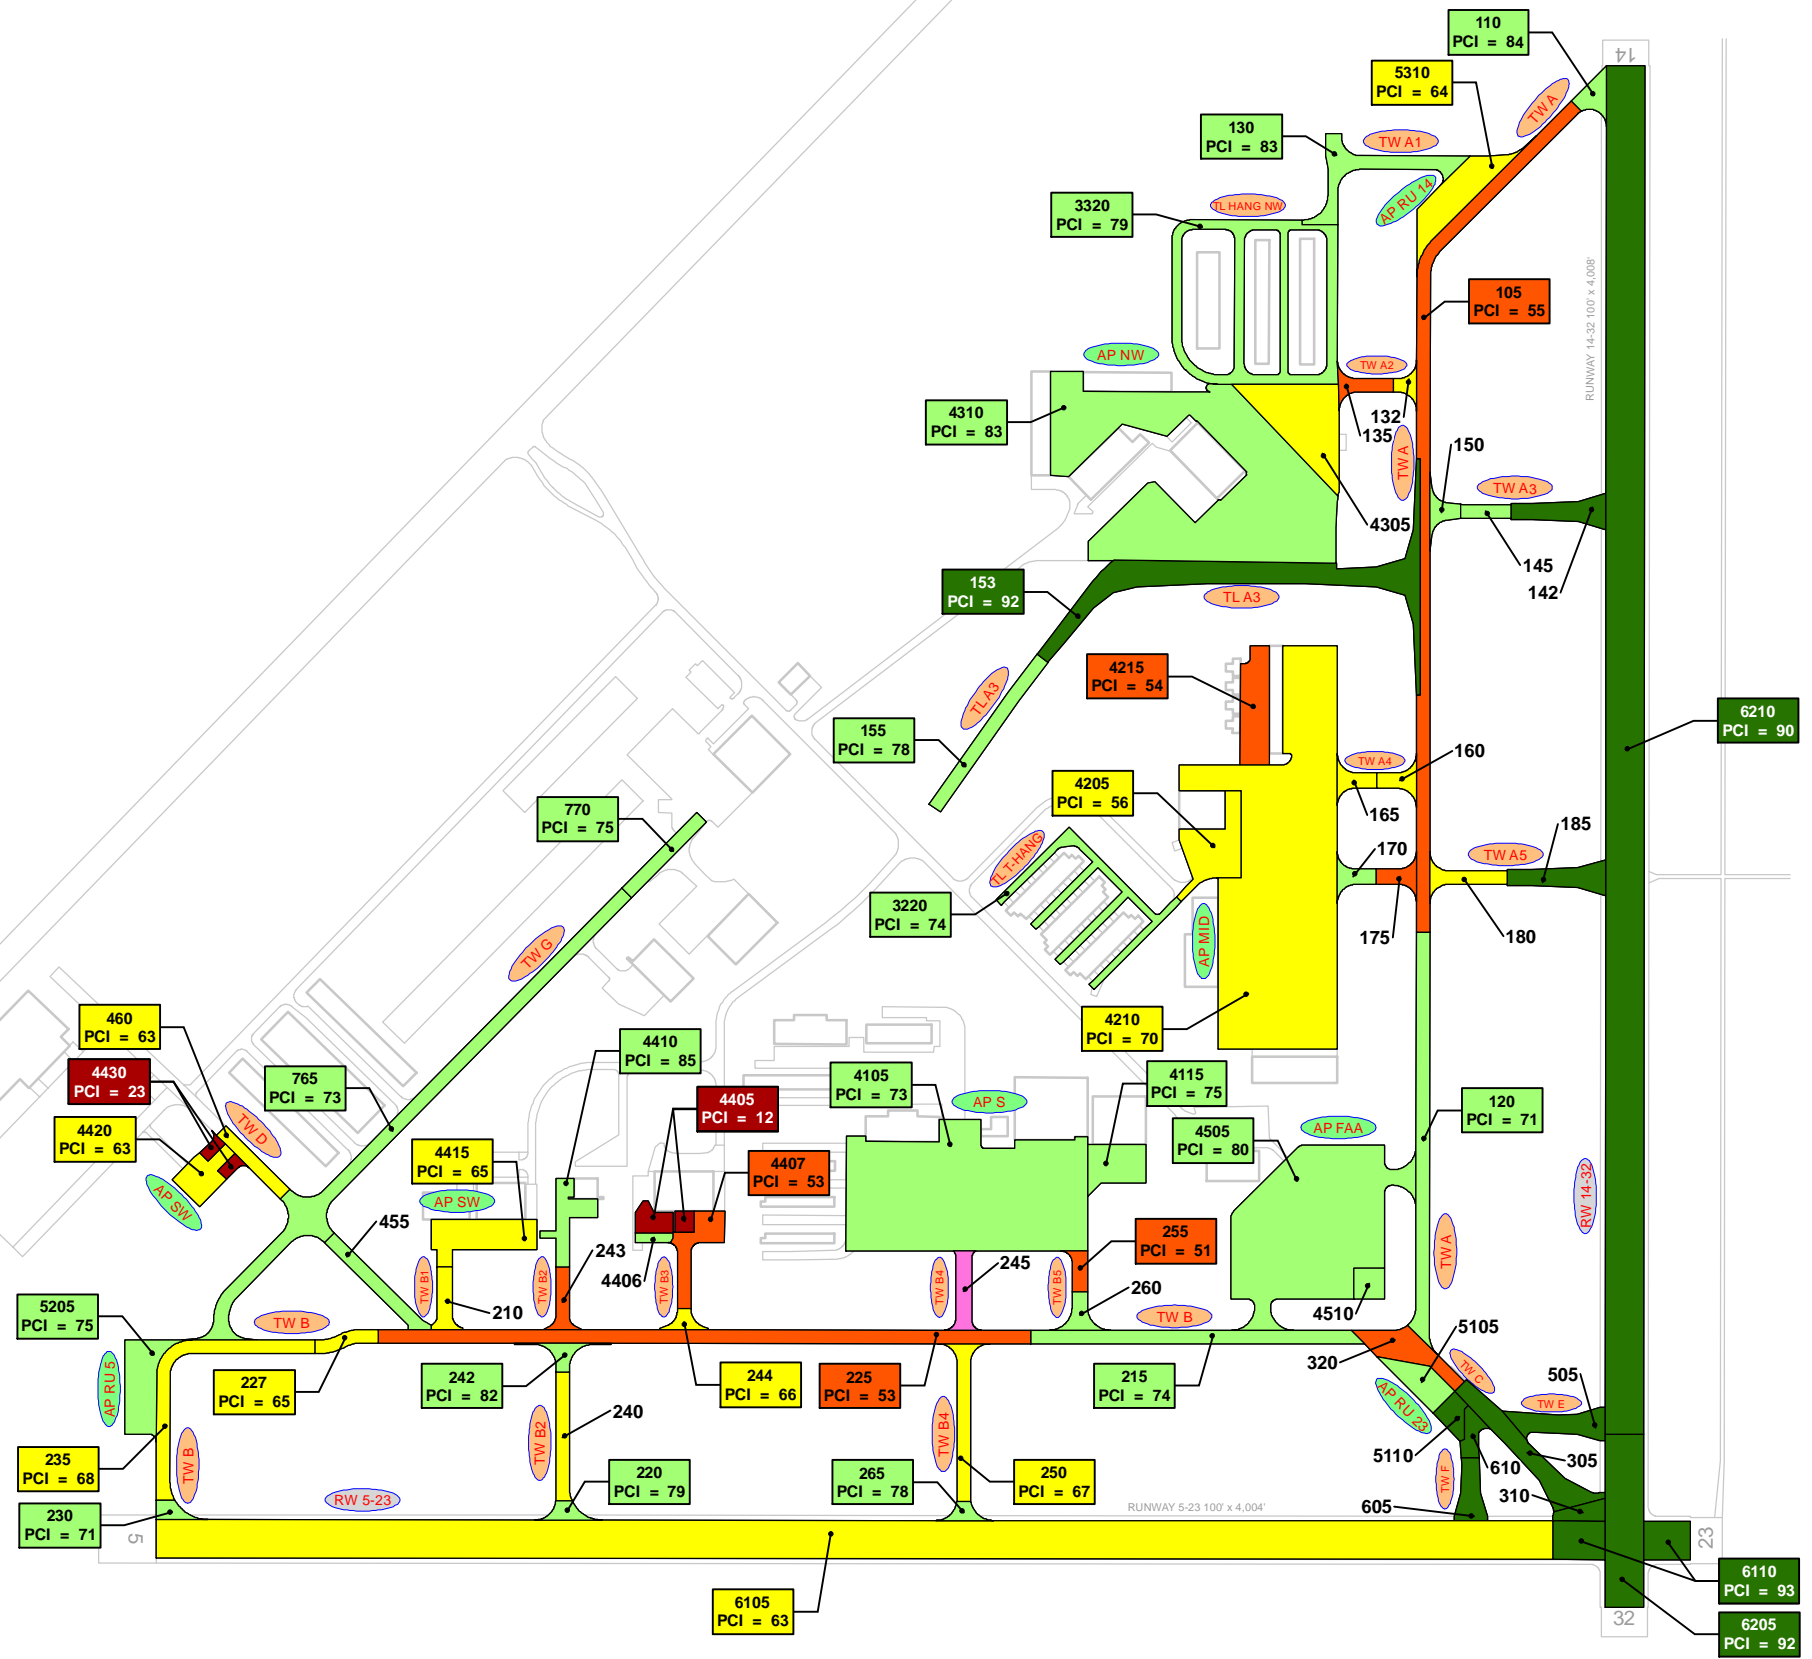 110
PCI = 84
14
5310
PCI = 64
TW A
130
PCI = 83
TW A1
AP RU 14
3320
PCI = 79
TL HANG NW
RUNWAY 14-32 100' x 4,008'
105
PCI = 55
AP NW
TW A2
4310
PCI = 83
132
135
150
TW A
TW A3
4305
145
142
153
PCI = 92
TL A3
4215
PCI = 54
TL A3
6210
PCI = 90
155
PCI = 78
160
TW A4
4205
PCI = 56
165
770
PCI = 75
185
170
TW A5
TL T-HANG
3220
PCI = 74
175
180
TW G
AP MID
460
PCI = 63
4210
PCI = 70
4410
PCI = 85
4430
PCI = 23
765
PCI = 73
4405
PCI = 12
4105
PCI = 73
AP S
4115
PCI = 75
120
PCI = 71
4420
PCI = 63
TW D
4415
PCI = 65
4407
PCI = 53
4505
PCI = 80
AP FAA
AP SW
AP SW
RW 14-32
455
243
4406
255
PCI = 51
245
TW A
TW B1
TW B2
TW B3
TW B4
TW B5
210
260
4510
5205
PCI = 75
TW B
TW B
5105
320
TW C
505
AP RU 5
227
PCI = 65
242
PCI = 82
244
PCI = 66
225
PCI = 53
215
PCI = 74
AP RU 23
TW E
240
TW B2
TW B4
5110
610
305
235
PCI = 68
TW B
220
PCI = 79
265
PCI = 78
250
PCI = 67
TW F
RW 5-23
RUNWAY 5-23 100' x 4,004'
605
310
230
PCI = 71
5
23
6110
PCI = 93
6105
PCI = 63
32
6205
PCI = 92